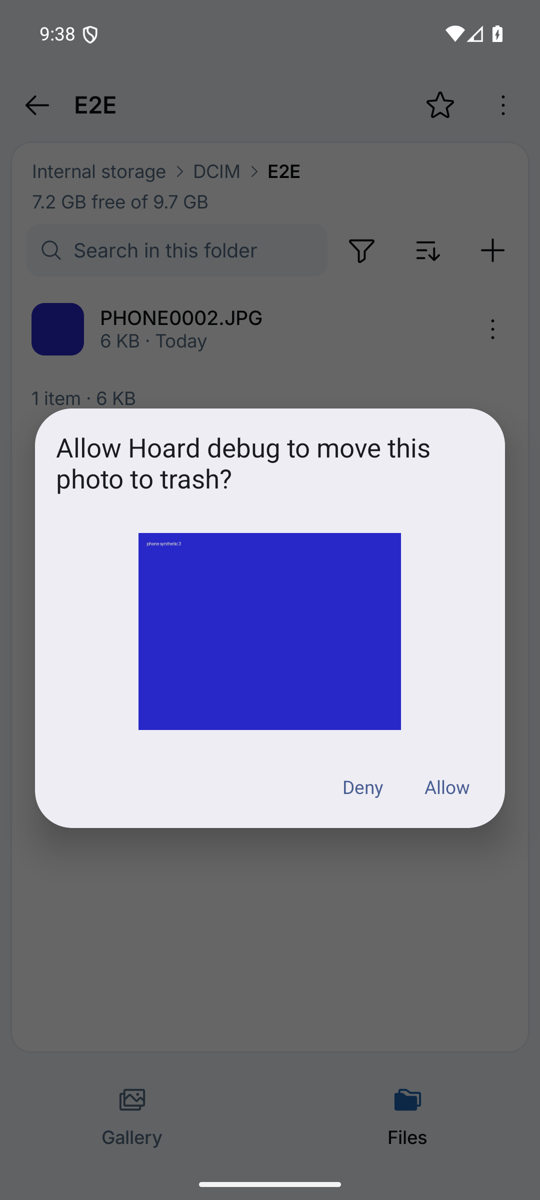 9:38
E2E
Internal storage > DCIM > E2E
7.2 GB free of 9.7 GB
Search in this folder
PHONE0002.JPG
6 KB · Today
1 item · 6 KB
Allow Hoard debug to move this
photo to trash?
phone synthetic 3
Deny Allow
Gallery Files